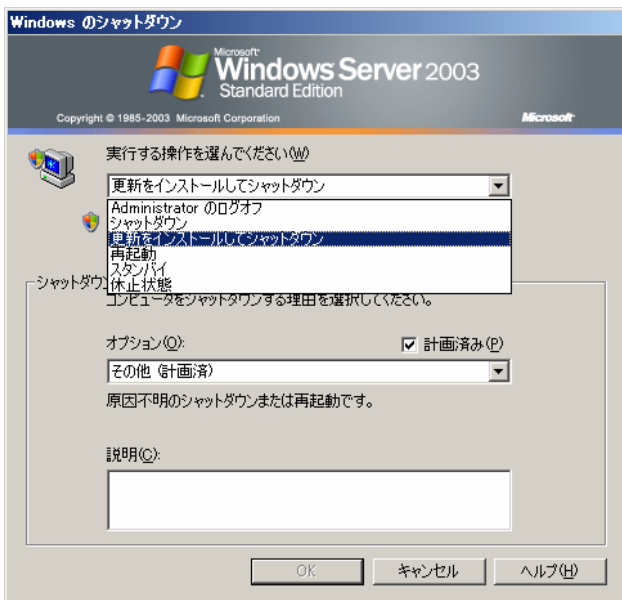 Windows のシャットダウン
Microsoft
Windows Server 2003
Standard Edition
Copyright © 1985-2003 Microsoft Corporation
Microsoft
実行する操作を選んでください(W)
更新をインストールしてシャットダウン
Administrator のログオフ
シャットダウン
更新をインストールしてシャットダウン
再起動
スタンバイ
休止状態
シャットダウ
コンピュータをシャットダウンする理由を選択してください。
オプション(O):
計画済み(P)
その他 (計画済)
原因不明のシャットダウンまたは再起動です。
説明(C):
OK
キャンセル
ヘルプ(H)